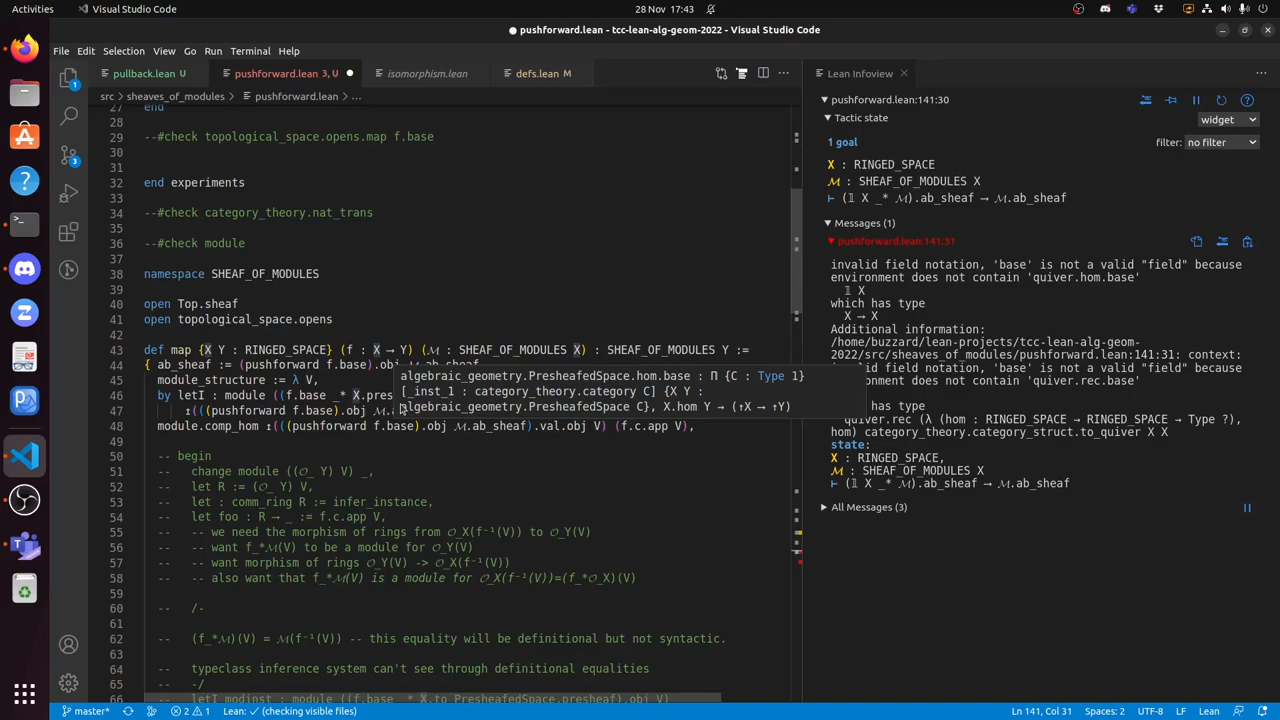 Activities
Visual Studio Code
28 Nov 17:43
pushforward.lean - tcc-lean-alg-geom-2022 - Visual Studio Code
File Edit Selection View Go Run Terminal Help
pullback.lean U
pushforward.lean 3, U
isomorphism.lean
defs.lean M
src > sheaves_of_modules > pushforward.lean > ...
27 end
28
29 --#check topological_space.opens.map f.base
30
31
32 end experiments
33
34 --#check category_theory.nat_trans
35
36 --#check module
37
38 namespace SHEAF_OF_MODULES
39
40 open Top.sheaf
41 open topological_space.opens
42
43 def map {X Y : RINGED_SPACE} (f : X ⟶ Y) (ℳ : SHEAF_OF_MODULES X) : SHEAF_OF_MODULES Y :=
44 { ab_sheaf := (pushforward f.base).obj ℳ.ab_sheaf,
45 module_structure := λ V,
46 by letI : module ((f.base _* X.pres
47 ↥(((pushforward f.base).obj ℳ.
48 module.comp_hom ↥(((pushforward f.base).obj ℳ.ab_sheaf).val.obj V) (f.c.app V),
49
50 -- begin
51 -- change module ((𝒪_ Y) V) _,
52 -- let R := (𝒪_ Y) V,
53 -- let : comm_ring R := infer_instance,
54 -- let foo : R ⟶ _ := f.c.app V,
55 -- -- we need the morphism of rings from 𝒪_X(f⁻¹(V)) to 𝒪_Y(V)
56 -- -- want f_*ℳ(V) to be a module for 𝒪_Y(V)
57 -- -- want morphism of rings 𝒪_Y(V) -> 𝒪_X(f⁻¹(V))
58 -- -- also want that f_*ℳ(V) is a module for 𝒪_X(f⁻¹(V))=(f_*𝒪_X)(V)
59
60 -- /-
61
62 -- (f_*ℳ)(V) = ℳ(f⁻¹(V)) -- this equality will be definitional but not syntactic.
63
64 -- typeclass inference system can't see through definitional equalities
65 -- -/
66 -- letI modinst : module ((f.base _* X.to_PresheafedSpace.presheaf).obj V)
algebraic_geometry.PresheafedSpace.hom.base : Π {C : Type 1}
[_inst_1 : category_theory.category C] {X Y :
algebraic_geometry.PresheafedSpace C}, X.hom Y → (↑X ⟶ ↑Y)
Lean Infoview
pushforward.lean:141:30
Tactic state
widget
1 goal
filter: no filter
X : RINGED_SPACE
ℳ : SHEAF_OF_MODULES X
⊢ (𝟙 X _* ℳ).ab_sheaf ⟶ ℳ.ab_sheaf
Messages (1)
pushforward.lean:141:31
invalid field notation, 'base' is not a valid "field" because
environment does not contain 'quiver.hom.base'
𝟙 X
which has type
X ⟶ X
Additional information:
/home/buzzard/lean-projects/tcc-lean-alg-geom-
2022/src/sheaves_of_modules/pushforward.lean:141:31: context:
invalid field notation, 'base' is not a valid "field" because
environment does not contain 'quiver.rec.base'
has type
quiver.rec (λ (hom : RINGED_SPACE → RINGED_SPACE → Type ?),
hom) category_theory.category_struct.to_quiver X X
state:
X : RINGED_SPACE,
ℳ : SHEAF_OF_MODULES X
⊢ (𝟙 X _* ℳ).ab_sheaf ⟶ ℳ.ab_sheaf
All Messages (3)
master*
2 1
Lean: ✓ (checking visible files)
Ln 141, Col 31
Spaces: 2
UTF-8
LF
Lean